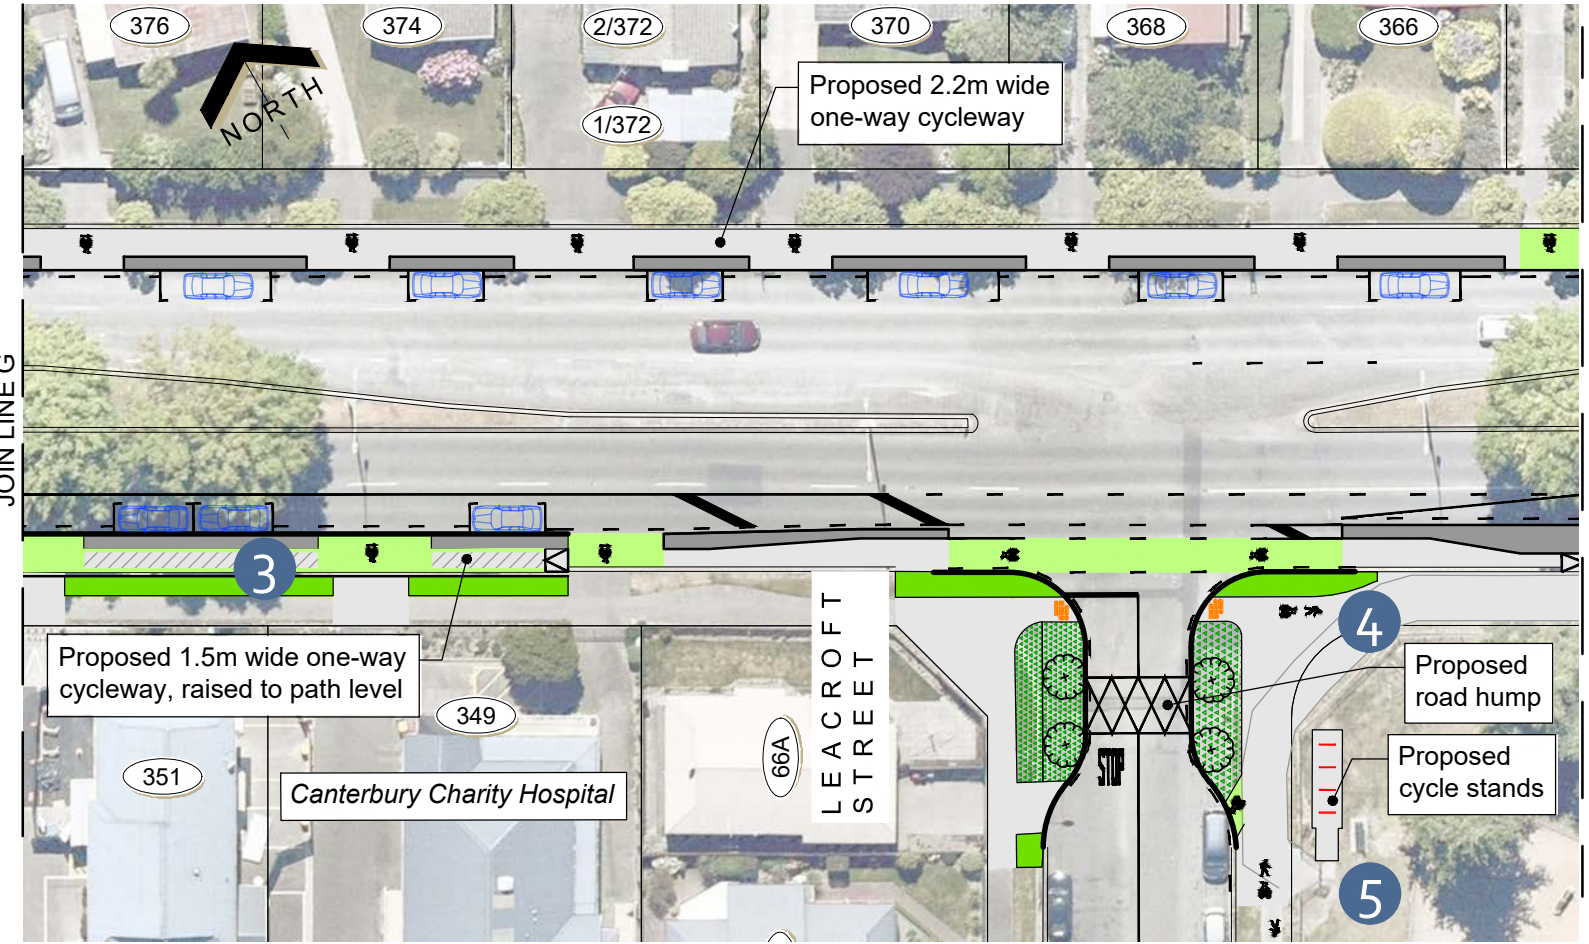 376
374
2/372
370
368
366
NORTH
1/372
Proposed 2.2m wide
one-way cycleway
JOIN LINE G
3
Proposed 1.5m wide one-way
cycleway, raised to path level
349
351
Canterbury Charity Hospital
66A
LEACROFT
STREET
4
Proposed
road hump
STOP
Proposed
cycle stands
5